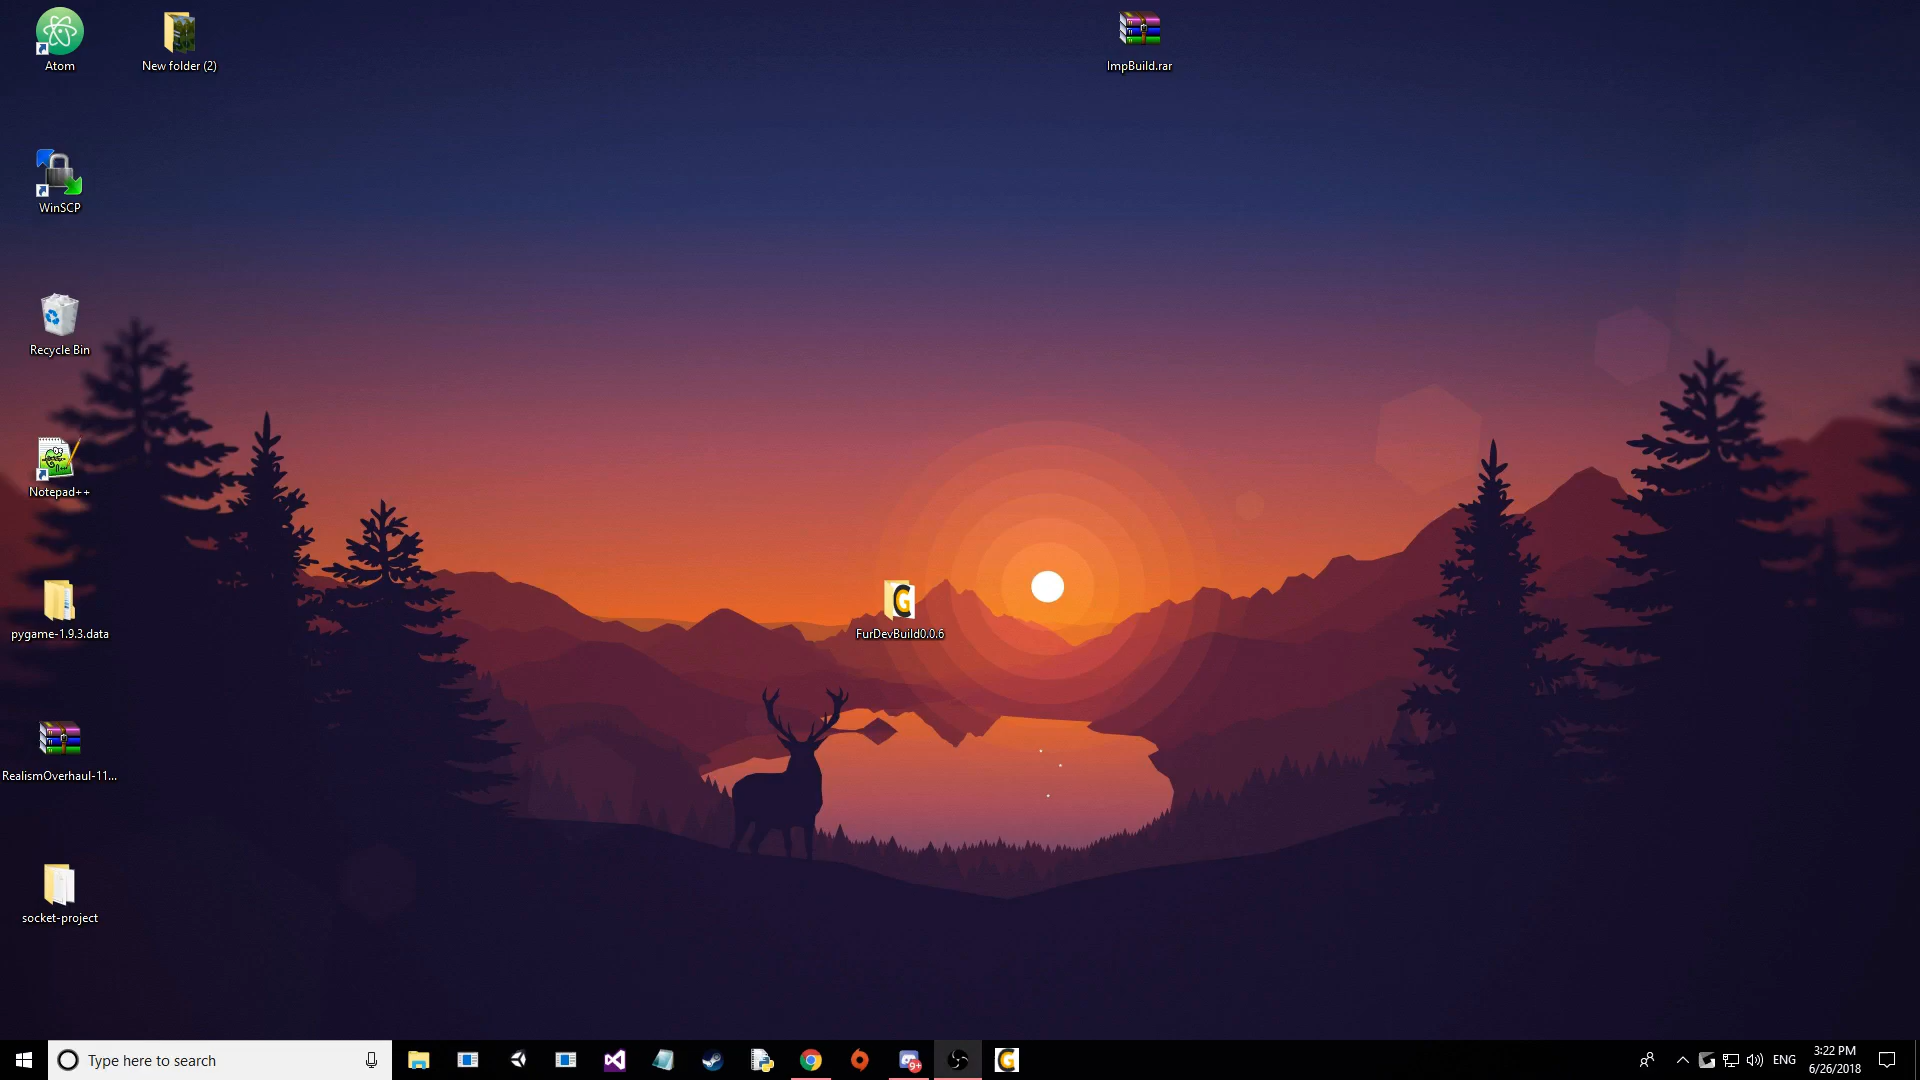 Atom
New folder (2)
ImpBuild.rar
WinSCP
Recycle Bin
Notepad++
pygame-1.9.3.data
FurDevBuild0.0.6
RealismOverhaul-11...
socket-project
Type here to search
9+
ENG
3:22 PM
6/26/2018